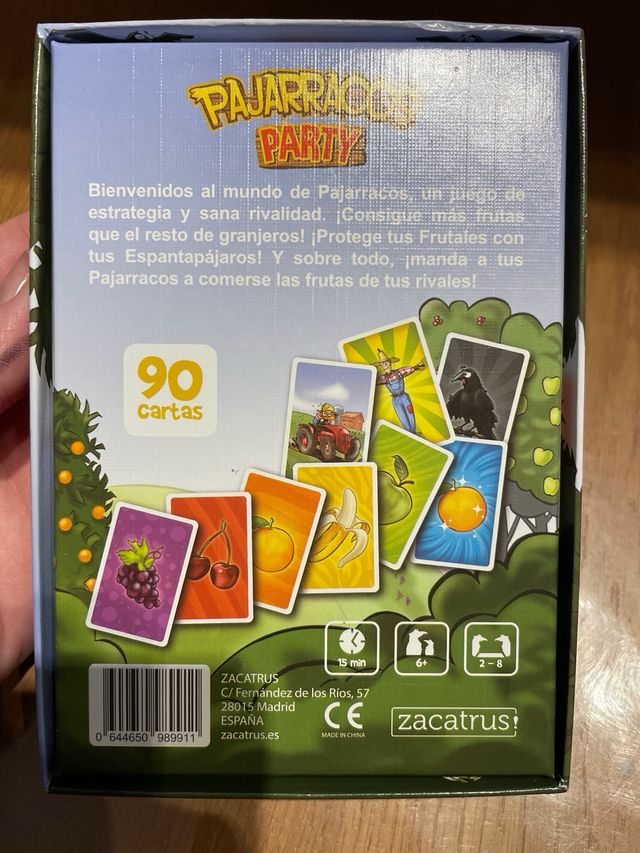 PAJARRACOS
PARTY
Bienvenidos al mundo de Pajarracos, un juego de
estrategia y sana rivalidad. ¡Consigue más frutas
que el resto de granjeros! ¡Protege tus Frutales con
tus Espantapájaros! Y sobre todo, ¡manda a tus
Pajarracos a comerse las frutas de tus rivales!
90
cartas
15 min
6+
2 – 8
ZACATRUS
C/ Fernández de los Ríos, 57
28015 Madrid
ESPAÑA
zacatrus.es
CE
MADE IN CHINA
zacatrus!
0 644650 989911